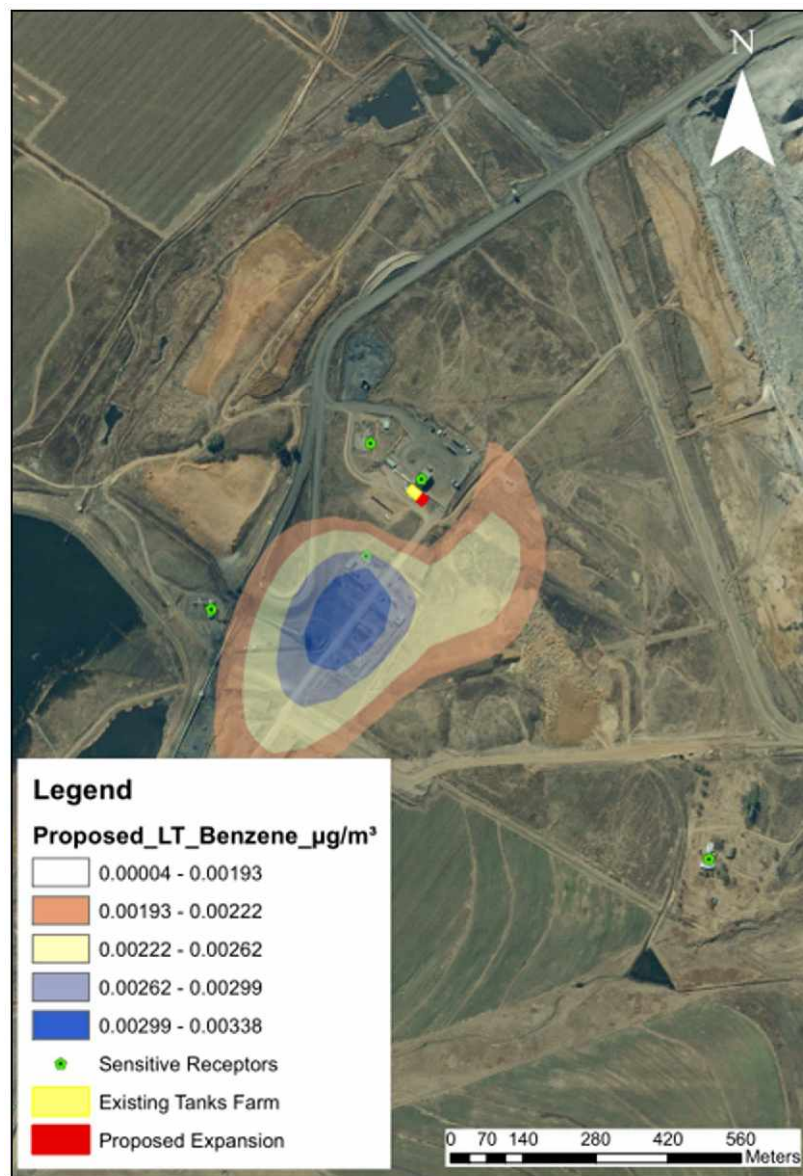 N
Legend
Proposed_LT_Benzene_µg/m³
0.00004 - 0.00193
0.00193 - 0.00222
0.00222 - 0.00262
0.00262 - 0.00299
0.00299 - 0.00338
Sensitive Receptors
Existing Tanks Farm
Proposed Expansion
0 70 140 280 420 560
Meters